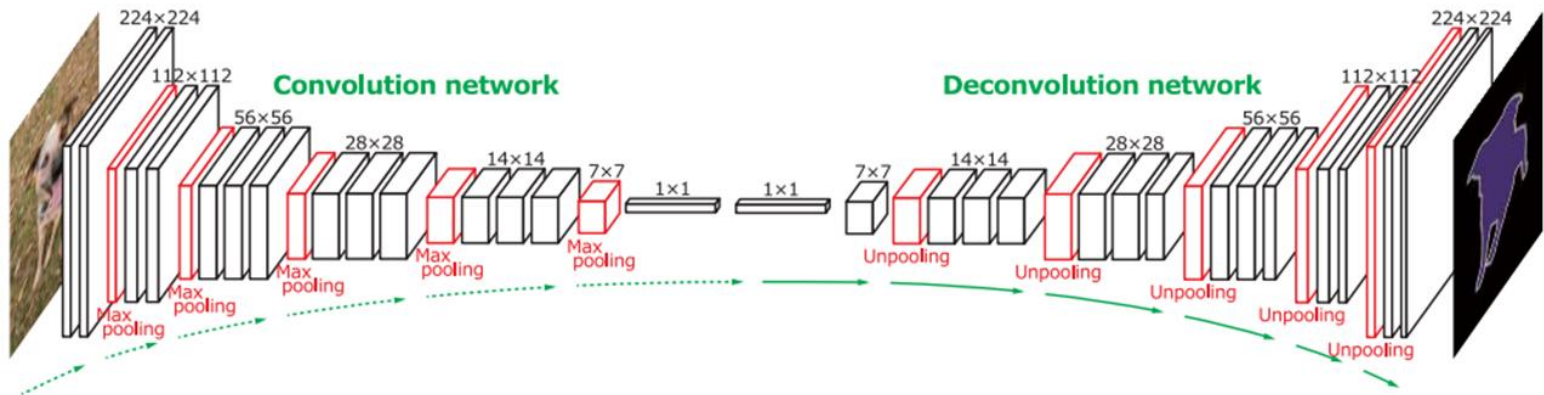 224×224
112×112
Convolution network
56×56
28×28
14×14
7×7
1×1
1×1
7×7
14×14
28×28
56×56
Deconvolution network
112×112
224×224
Max
pooling
Max
pooling
Max
pooling
Max
pooling
Max
pooling
Unpooling
Unpooling
Unpooling
Unpooling
Unpooling